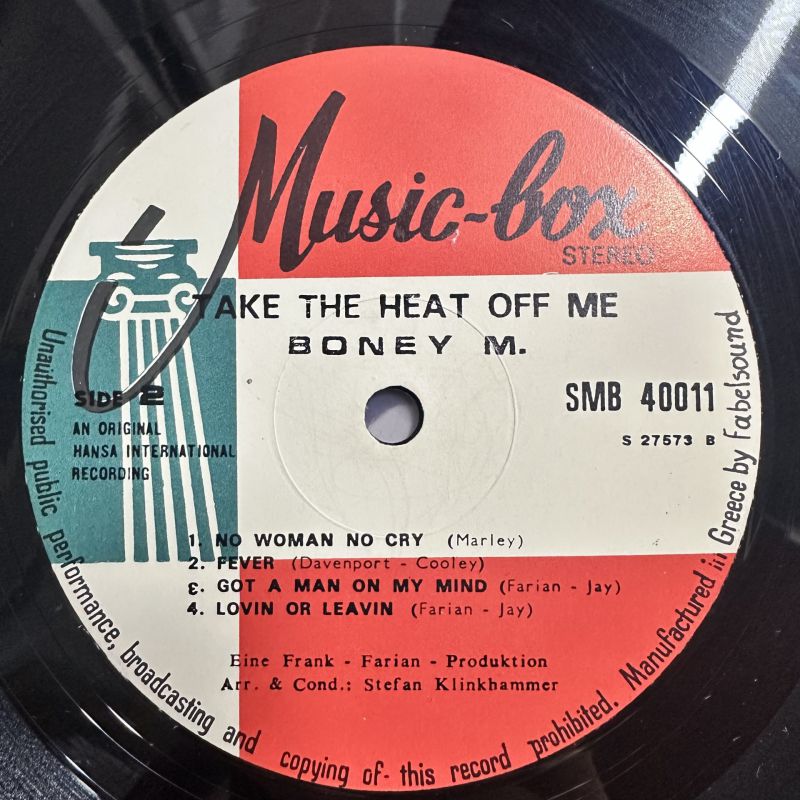 Music-box
STEREO
TAKE THE HEAT OFF ME
BONEY M.
SIDE 2
SMB 40011
AN ORIGINAL
HANSA INTERNATIONAL
RECORDING
S 27573 B
1. NO WOMAN NO CRY (Marley)
2. FEVER (Davenport - Cooley)
3. GOT A MAN ON MY MIND (Farian - Jay)
4. LOVIN OR LEAVIN (Farian - Jay)
Eine Frank - Farian - Produktion
Arr. & Cond.: Stefan Klinkhammer
Unauthorised public performance, broadcasting and copying of- this record prohibited. Manufactured in Greece by Fabelsound